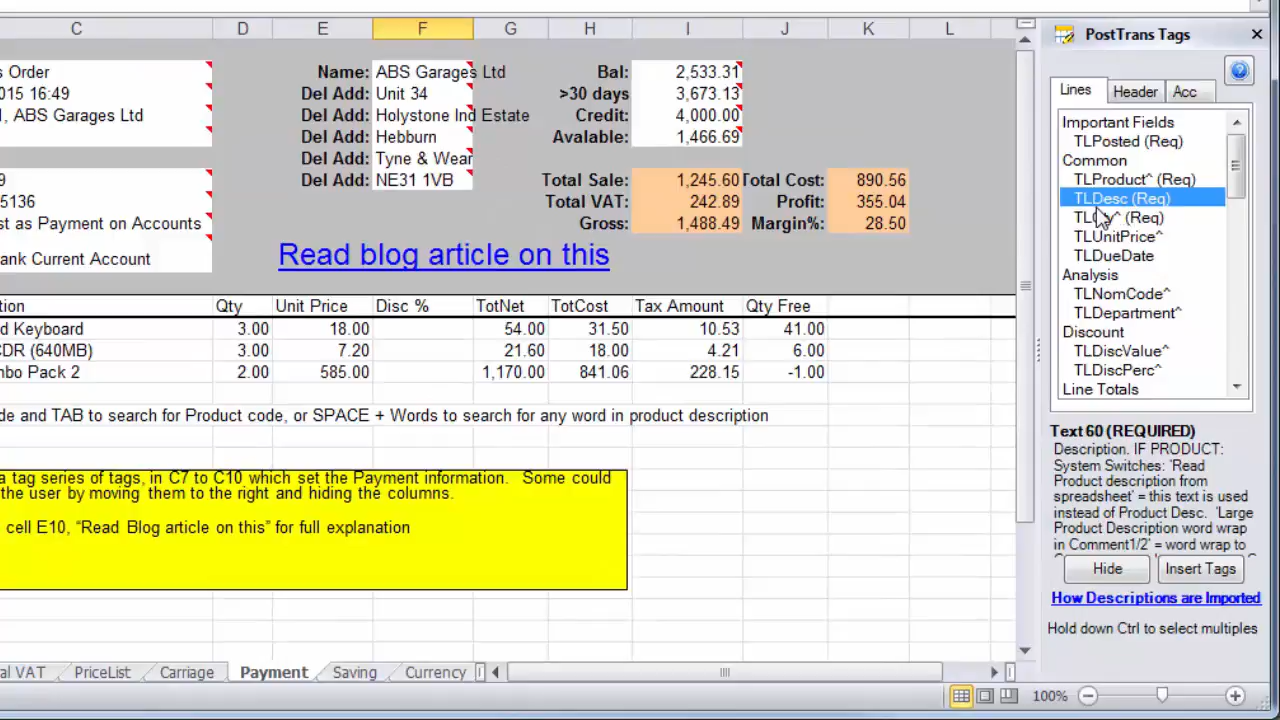 C D E F G H I J K L
s Order Name: ABS Garages Ltd Bal: 2,533.31
015 16:49 Del Add: Unit 34 >30 days 3,673.13
1, ABS Garages Ltd Del Add: Holystone Ind Estate Credit: 4,000.00
Del Add: Hebburn Avalable: 1,466.69
Del Add: Tyne & Wear
9 Del Add: NE31 1VB Total Sale: 1,245.60 Total Cost: 890.56
5136 Total VAT: 242.89 Profit: 355.04
st as Payment on Accounts Gross: 1,488.49 Margin%: 28.50
ank Current Account Read blog article on this
tion Qty Unit Price Disc % TotNet TotCost Tax Amount Qty Free
d Keyboard 3.00 18.00 54.00 31.50 10.53 41.00
CDR (640MB) 3.00 7.20 21.60 18.00 4.21 6.00
mbo Pack 2 2.00 585.00 1,170.00 841.06 228.15 -1.00
de and TAB to search for Product code, or SPACE + Words to search for any word in product description
a tag series of tags, in C7 to C10 which set the Payment information. Some could
the user by moving them to the right and hiding the columns.
cell E10, “Read Blog article on this” for full explanation
al VAT PriceList Carriage Payment Saving Currency
100%
PostTrans Tags
Lines Header Acc
Important Fields
TLPosted (Req)
Common
TLProduct^ (Req)
TLDesc (Req)
(Req)
TLUnitPrice^
TLDueDate
Analysis
TLNomCode^
TLDepartment^
Discount
TLDiscValue^
TLDiscPerc^
Line Totals
Text 60 (REQUIRED)
Description. IF PRODUCT:
System Switches: 'Read
Product description from
spreadsheet' = this text is used
instead of Product Desc. 'Large
Product Description word wrap
in Comment1/2' = word wrap to
Hide Insert Tags
How Descriptions are Imported
Hold down Ctrl to select multiples